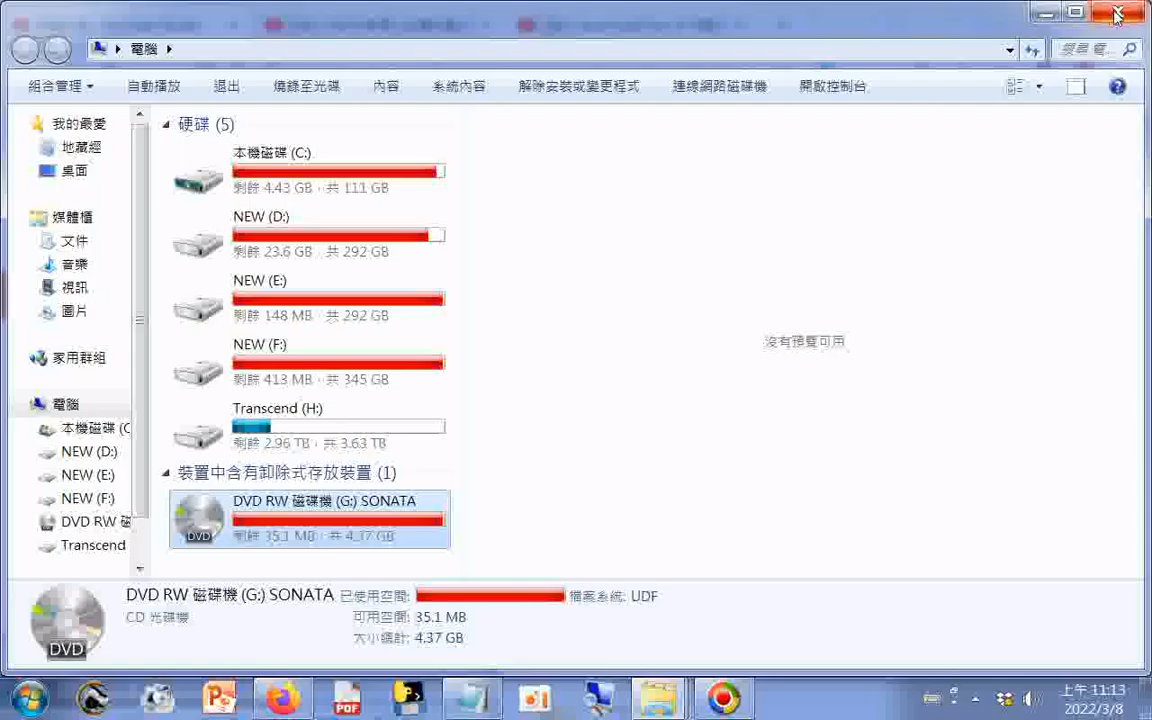 電腦
搜尋 電...
組合管理
自動播放
退出
燒錄至光碟
內容
系統內容
解除安裝或變更程式
連線網路磁碟機
開啟控制台
我的最愛
地藏經
桌面
媒體櫃
文件
音樂
視訊
圖片
家用群組
電腦
本機磁碟 (C
NEW (D:)
NEW (E:)
NEW (F:)
DVD RW 磁
Transcend
硬碟 (5)
本機磁碟 (C:)
剩餘 4.43 GB，共 111 GB
NEW (D:)
剩餘 23.6 GB，共 292 GB
NEW (E:)
剩餘 148 MB，共 292 GB
NEW (F:)
剩餘 413 MB，共 345 GB
Transcend (H:)
剩餘 2.96 TB，共 3.63 TB
裝置中含有卸除式存放裝置 (1)
DVD RW 磁碟機 (G:) SONATA
剩餘 35.1 MB，共 4.37 GB
DVD
沒有預覽可用
DVD RW 磁碟機 (G:) SONATA
已使用空間:
檔案系統: UDF
CD 光碟機
可用空間: 35.1 MB
大小總計: 4.37 GB
DVD
PDF
上午 11:13
2022/3/8